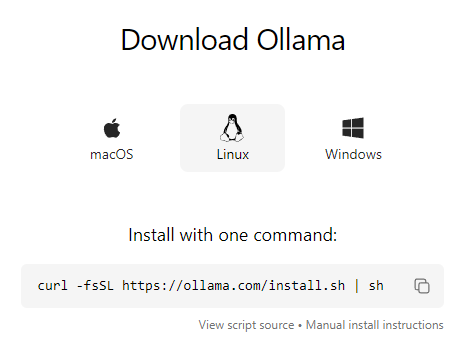 Download Ollama
macOS
Linux
Windows
Install with one command:
curl -fsSL https://ollama.com/install.sh | sh
View script source • Manual install instructions